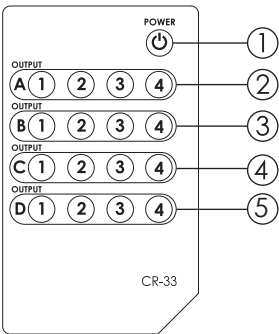 POWER
①
OUTPUT
A 1 2 3 4
②
OUTPUT
B 1 2 3 4
③
OUTPUT
C 1 2 3 4
④
OUTPUT
D 1 2 3 4
⑤
CR-33